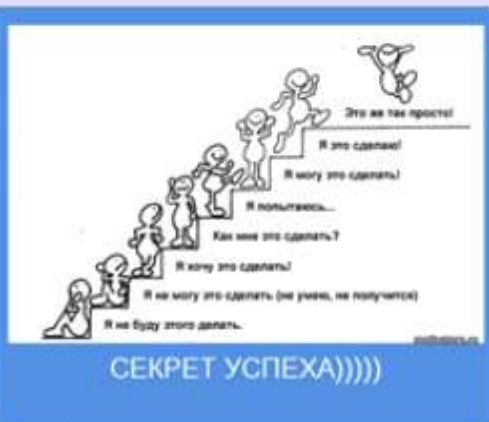 Это же так просто!
Я это сделаю!
Я могу это сделать!
Я попытаюсь...
Как мне это сделать?
Я хочу это сделать!
Я не могу это сделать (не умею, не получится)
Я не буду этого делать.
СЕКРЕТ УСПЕХА)))))